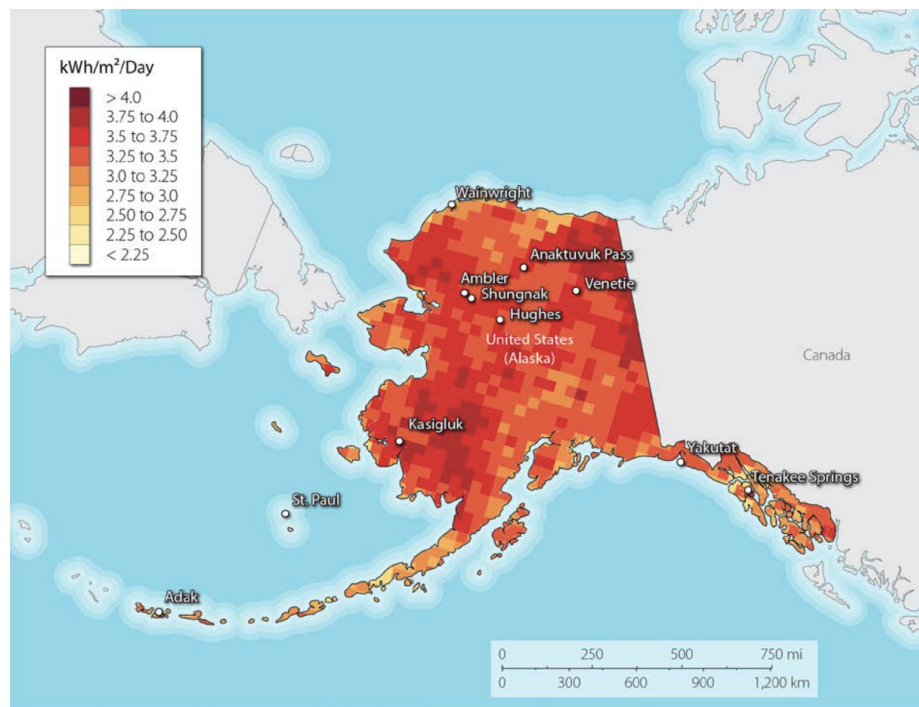 kWh/m²/Day
> 4.0
3.75 to 4.0
3.5 to 3.75
3.25 to 3.5
3.0 to 3.25
2.75 to 3.0
2.50 to 2.75
2.25 to 2.50
< 2.25
Wainwright
Anaktuvuk Pass
Ambler
Shungnak
Venetie
Hughes
United States
(Alaska)
Canada
Kasigluk
Yakutat
Tenakee Springs
St. Paul
Adak
0 250 500 750 mi
0 300 600 900 1,200 km